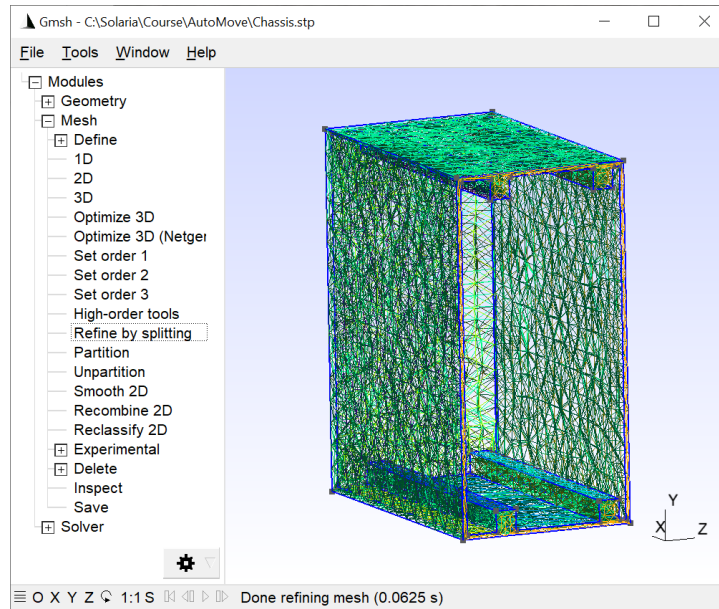 Gmsh - C:\Solaria\Course\AutoMove\Chassis.stp
File Tools Window Help
Modules
Geometry
Mesh
Define
1D
2D
3D
Optimize 3D
Optimize 3D (Netger
Set order 1
Set order 2
Set order 3
High-order tools
Refine by splitting
Partition
Unpartition
Smooth 2D
Recombine 2D
Reclassify 2D
Experimental
Delete
Inspect
Save
Solver
Y
X Z
O X Y Z 1:1 S Done refining mesh (0.0625 s)